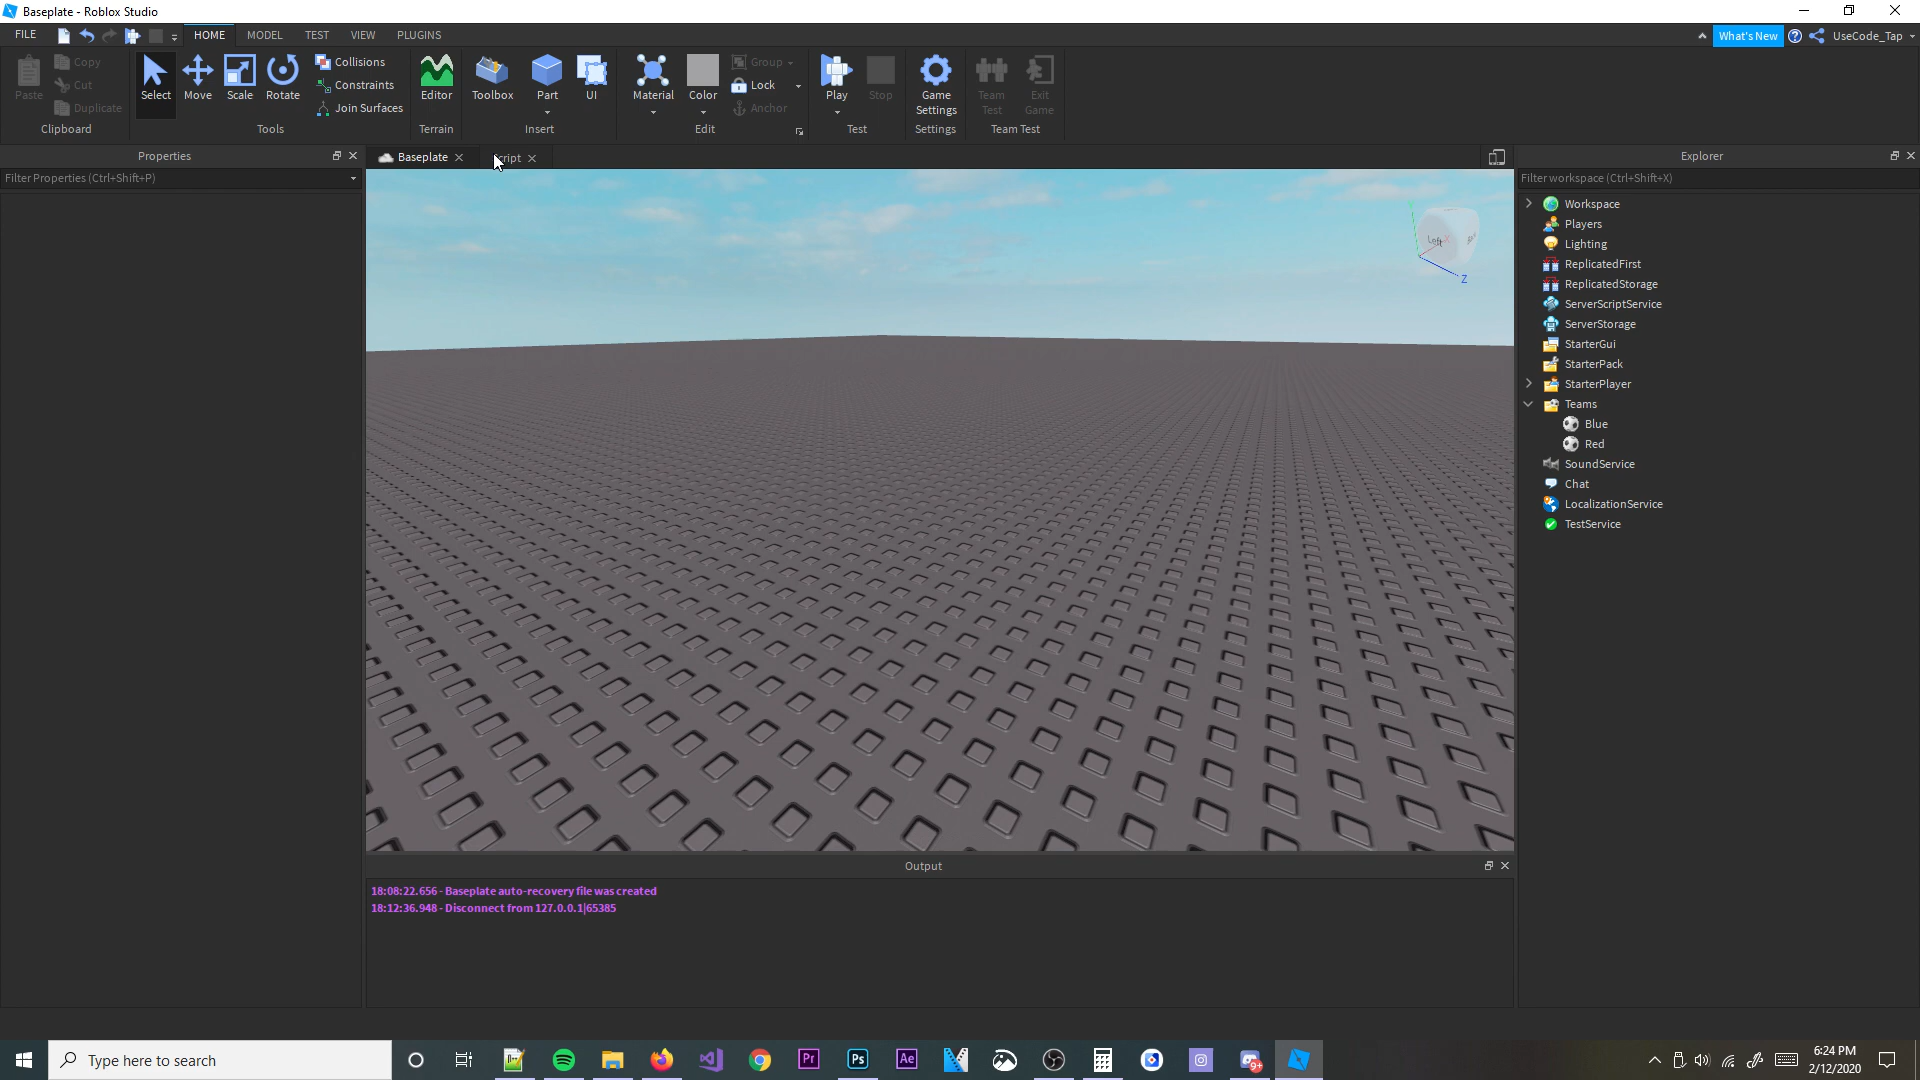 Baseplate - Roblox Studio
FILE
HOME
MODEL
TEST
VIEW
PLUGINS
What's New
UseCode_Tap
Paste
Copy
Cut
Duplicate
Clipboard
Select
Move
Scale
Rotate
Collisions
Constraints
Join Surfaces
Tools
Editor
Terrain
Toolbox
Part
UI
Insert
Material
Color
Group
Lock
Anchor
Edit
Play
Stop
Test
Game
Settings
Settings
Team
Test
Exit
Game
Team Test
Properties
Filter Properties (Ctrl+Shift+P)
Baseplate
Left
Z
Explorer
Filter workspace (Ctrl+Shift+X)
Workspace
Players
Lighting
ReplicatedFirst
ReplicatedStorage
ServerScriptService
ServerStorage
StarterGui
StarterPack
StarterPlayer
Teams
Blue
Red
SoundService
Chat
LocalizationService
TestService
Output
18:08:22.656 - Baseplate auto-recovery file was created
18:12:36.948 - Disconnect from 127.0.0.1|65385
Type here to search
Pr
Ps
Ae
9+
6:24 PM
2/12/2020